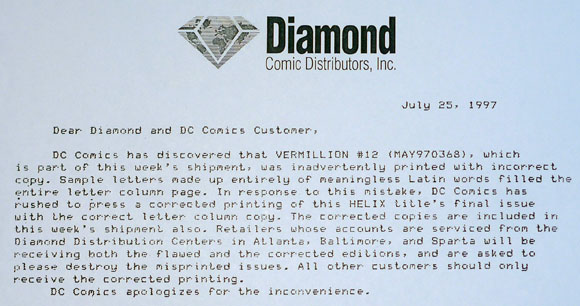 Diamond
Comic Distributors, Inc.
July 25, 1997
Dear Diamond and DC Comics Customer,
DC Comics has discovered that VERMILLION #12 (MAY970368), which
is part of this week's shipment, was inadvertently printed with incorrect
copy. Sample letters made up entirely of meaningless Latin words filled the
entire letter column page. In response to this mistake, DC Comics has
rushed to press a corrected printing of this HELIX title's final issue
with the correct letter column copy. The corrected copies are included in
this week's shipment also. Retailers whose accounts are serviced from the
Diamond Distribution Centers in Atlanta, Baltimore, and Sparta will be
receiving both the flawed and the corrected editions, and are asked to
please destroy the misprinted issues. All other customers should only
receive the corrected printing.
DC Comics apologizes for the inconvenience.